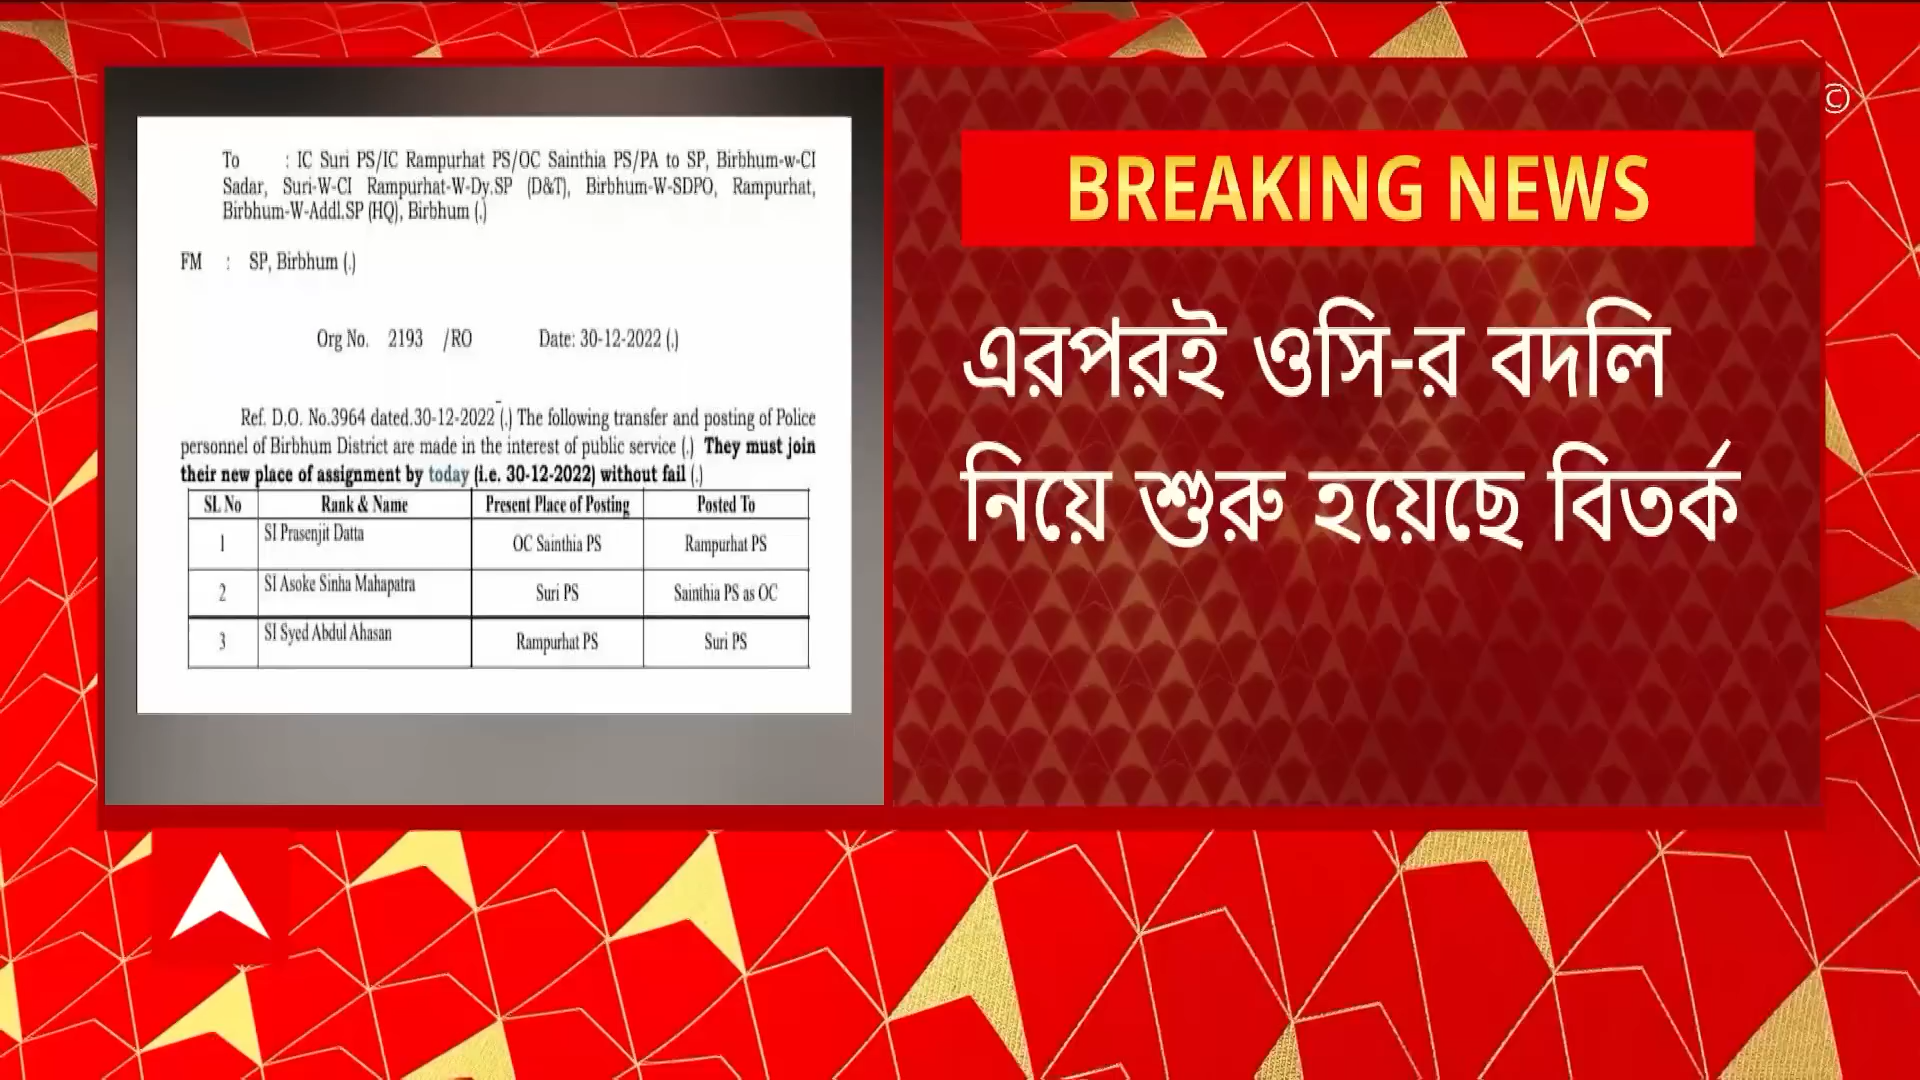 To : IC Suri PS/IC Rampurhat PS/OC Sainthia PS/PA to SP, Birbhum-w-CI
Sadar, Suri-W-CI Rampurhat-W-Dy.SP (D&T), Birbhum-W-SDPO, Rampurhat,
Birbhum-W-Addl.SP (HQ), Birbhum (.)
FM : SP, Birbhum (.)
Org No. 2193 /RO Date: 30-12-2022 (.)
Ref. D.O. No.3964 dated.30-12-2022 (.) The following transfer and posting of Police
personnel of Birbhum District are made in the interest of public service (.) They must join
their new place of assignment by today (i.e. 30-12-2022) without fail (.)
SL No Rank & Name Present Place of Posting Posted To
1 SI Prasenjit Datta OC Sainthia PS Rampurhat PS
2 SI Asoke Sinha Mahapatra Suri PS Sainthia PS as OC
3 SI Syed Abdul Ahasan Rampurhat PS Suri PS
©
BREAKING NEWS
এরপরই ওসি-র বদলি
নিয়ে শুরু হয়েছে বিতর্ক